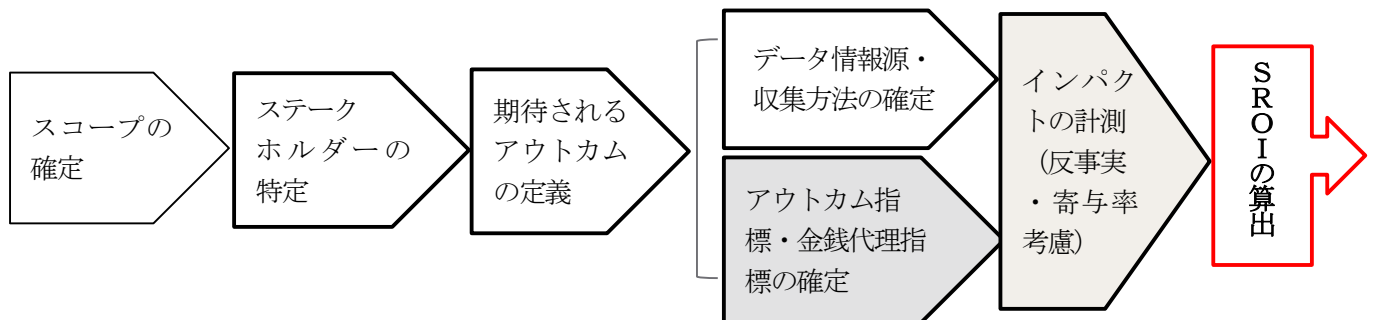 スコープの
確定
ステーク
ホルダーの
特定
期待される
アウトカム
の定義
データ情報源・
収集方法の確定
アウトカム指
標・金銭代理指
標の確定
インパク
トの計測
（反事実
・寄与率
考慮）
ＳＲＯＩの算出